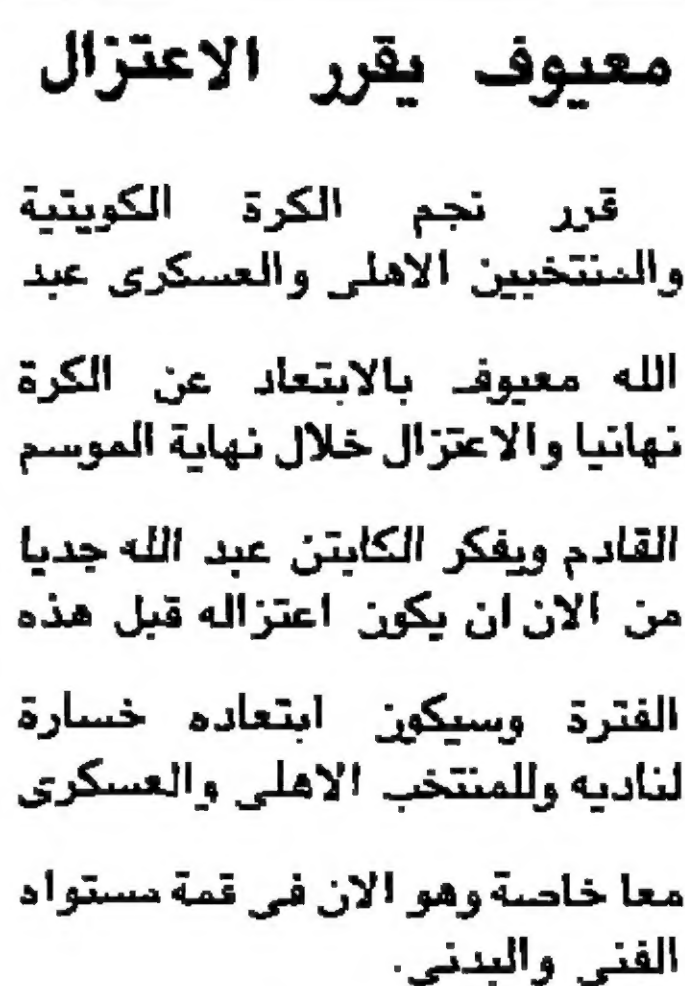 معيوف يقرر الاعتزال
قرر نجم الكرة الكويتية
والمنتخبين الاهلى والعسكرى عبد
الله معيوف بالابتعاد عن الكرة
نهائيا والاعتزال خلال نهاية الموسم
القادم ويفكر الكابتن عبد الله جديا
من الان ان يكون اعتزاله قبل هذه
الفترة وسيكون ابتعاده خسارة
لناديه وللمنتخب الاهلى والعسكرى
معا خاصة وهو الان فى قمة مستواه
الفنى والبدنى.